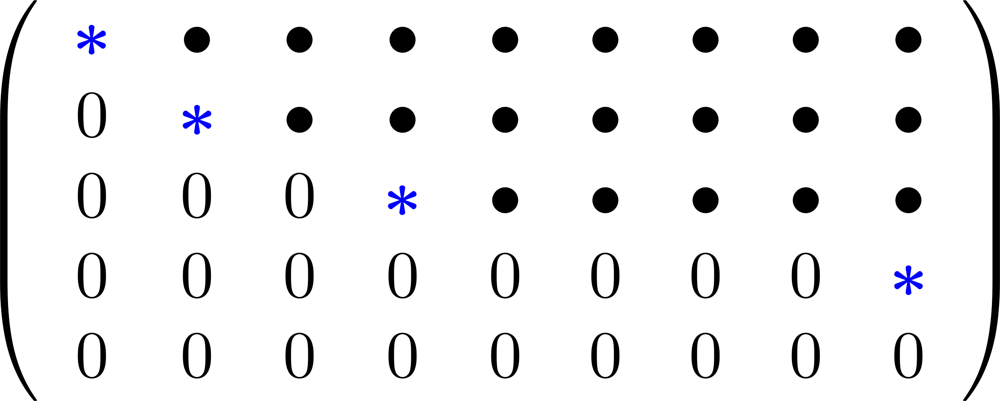 * • • • • • • • •
0 * • • • • • • •
0 0 0 * • • • • •
0 0 0 0 0 0 0 0 *
0 0 0 0 0 0 0 0 0